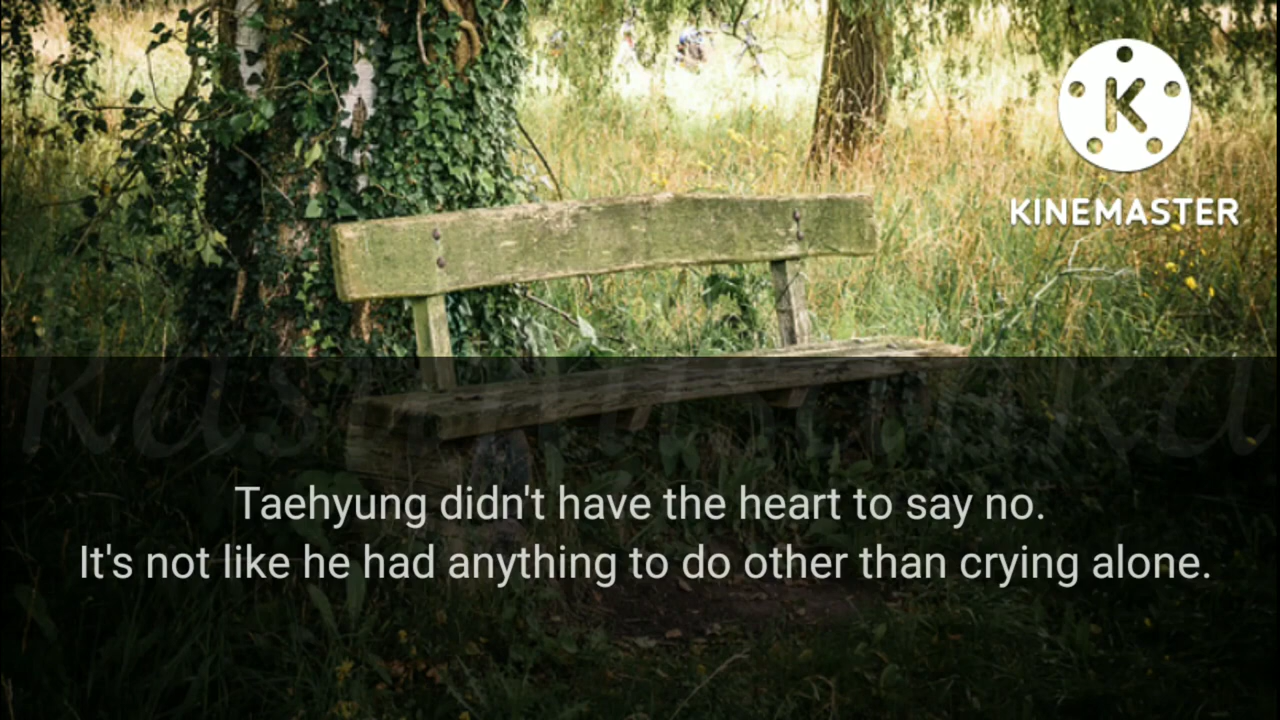 K
KINEMASTER
Taehyung didn't have the heart to say no.
It's not like he had anything to do other than crying alone.